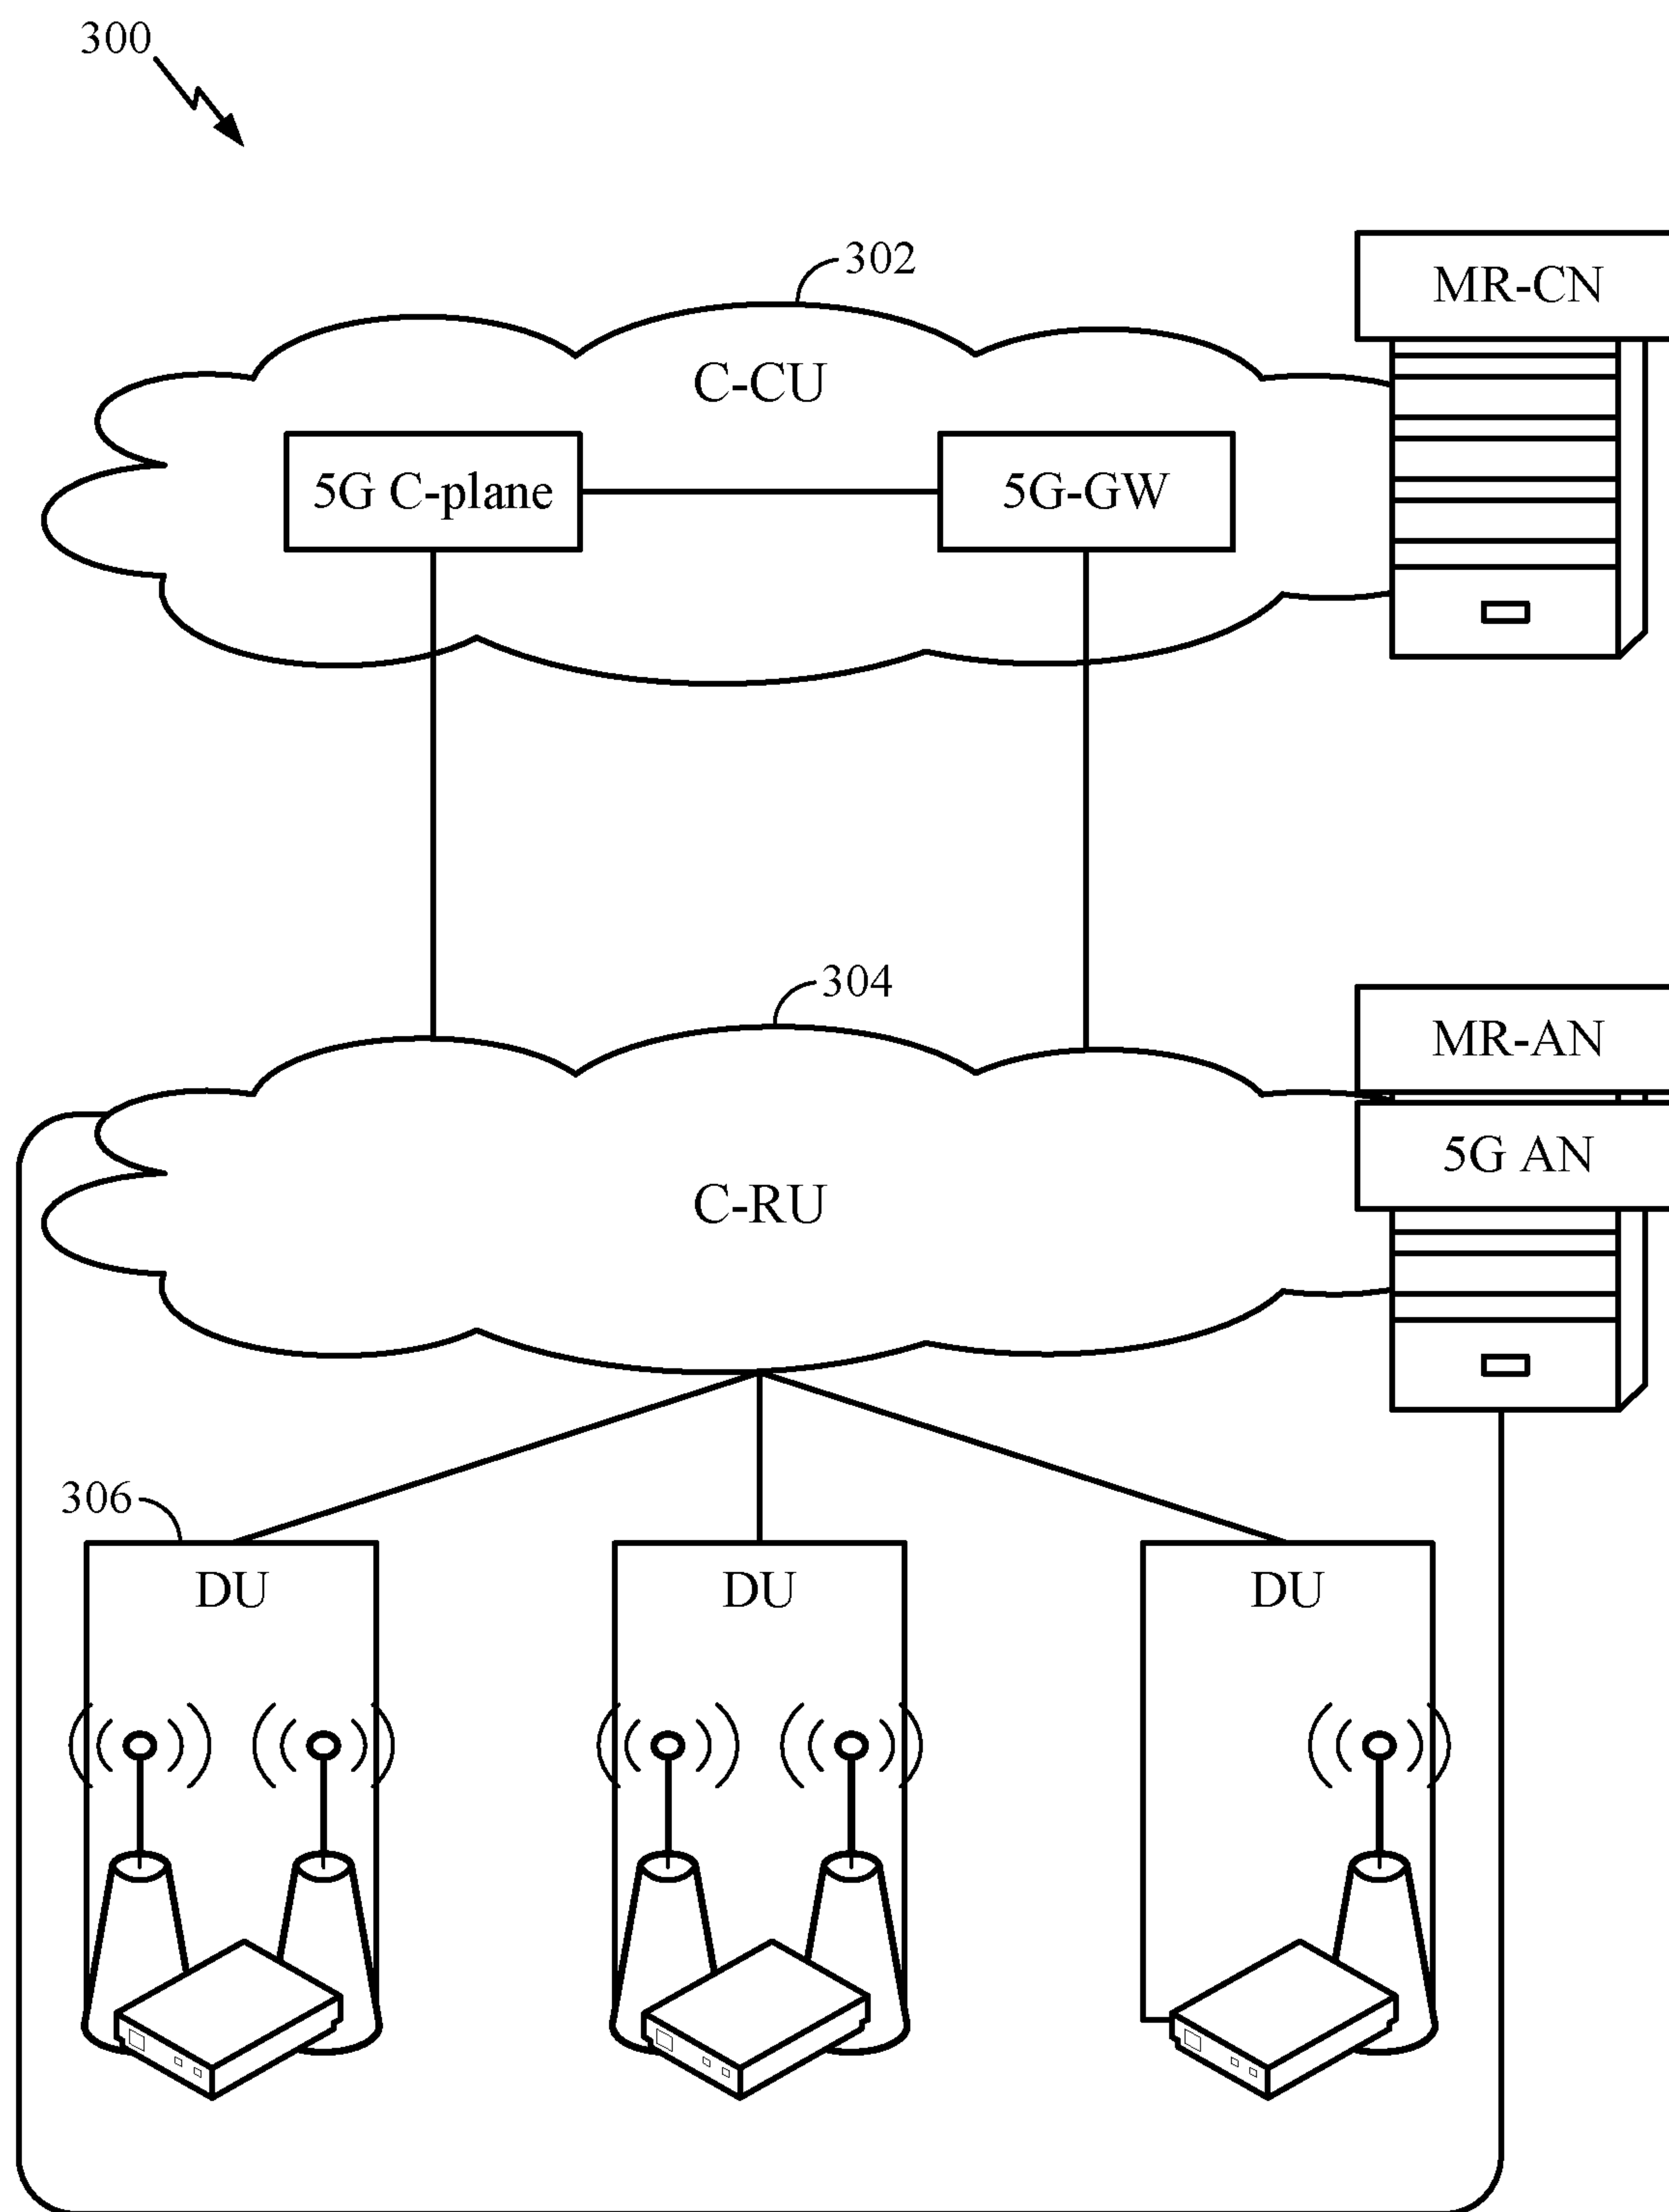 300
302
MR-CN
C-CU
5G C-plane
5G-GW
304
MR-AN
5G AN
C-RU
306
DU
DU
DU